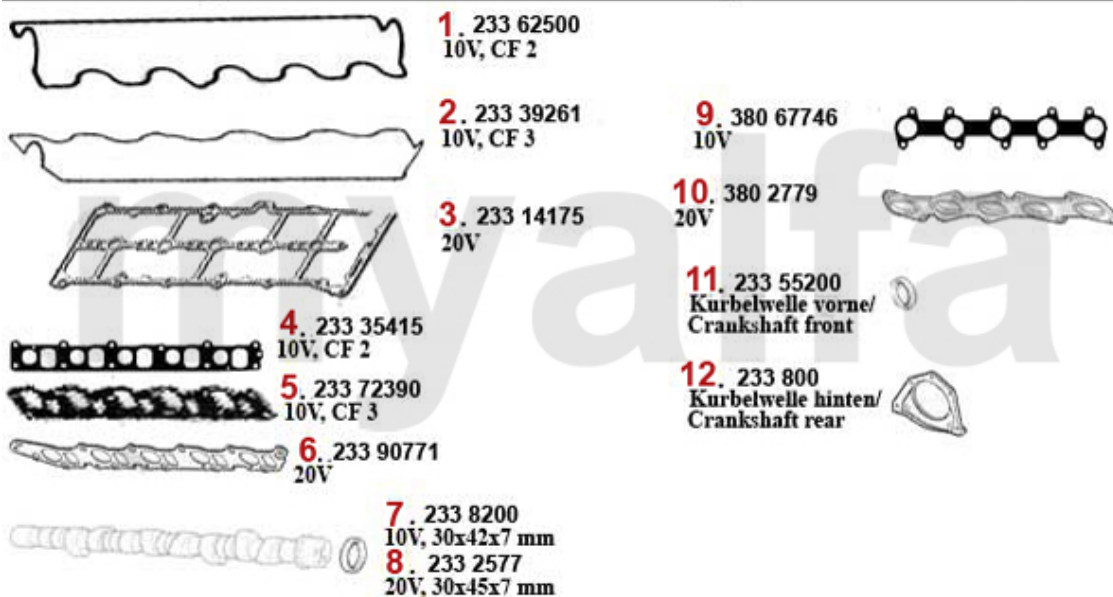 1. 233 62500
10V, CF 2
2. 233 39261
10V, CF 3
3. 233 14175
20V
4. 233 35415
10V, CF 2
5. 233 72390
10V, CF 3
6. 233 90771
20V
7. 233 8200
10V, 30x42x7 mm
8. 233 2577
20V, 30x45x7 mm
9. 380 67746
10V
10. 380 2779
20V
11. 233 55200
Kurbelwelle vorne/
Crankshaft front
12. 233 800
Kurbelwelle hinten/
Crankshaft rear
myalfa